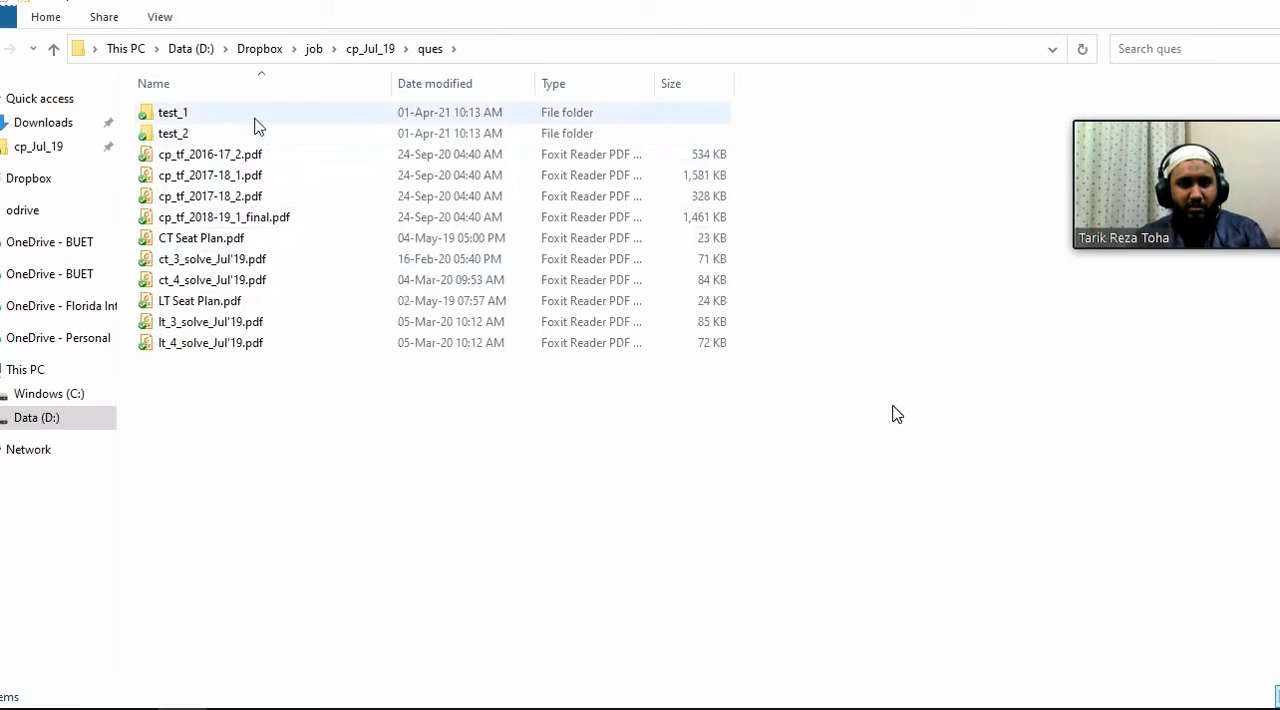 Home Share View
This PC Data (D:) Dropbox job cp_Jul_19 ques Search ques
Name Date modified Type Size
Quick access
Downloads
cp_Jul_19
Dropbox
odrive
OneDrive - BUET
OneDrive - BUET
OneDrive - Florida Int
OneDrive - Personal
This PC
Windows (C:)
Data (D:)
Network
test_1 01-Apr-21 10:13 AM File folder
test_2 01-Apr-21 10:13 AM File folder
cp_tf_2016-17_2.pdf 24-Sep-20 04:40 AM Foxit Reader PDF ... 534 KB
cp_tf_2017-18_1.pdf 24-Sep-20 04:40 AM Foxit Reader PDF ... 1,581 KB
cp_tf_2017-18_2.pdf 24-Sep-20 04:40 AM Foxit Reader PDF ... 328 KB
cp_tf_2018-19_1_final.pdf 24-Sep-20 04:40 AM Foxit Reader PDF ... 1,461 KB
CT Seat Plan.pdf 04-May-19 05:00 PM Foxit Reader PDF ... 23 KB
ct_3_solve_Jul'19.pdf 16-Feb-20 05:40 PM Foxit Reader PDF ... 71 KB
ct_4_solve_Jul'19.pdf 04-Mar-20 09:53 AM Foxit Reader PDF ... 84 KB
LT Seat Plan.pdf 02-May-19 07:57 AM Foxit Reader PDF ... 24 KB
lt_3_solve_Jul'19.pdf 05-Mar-20 10:12 AM Foxit Reader PDF ... 85 KB
lt_4_solve_Jul'19.pdf 05-Mar-20 10:12 AM Foxit Reader PDF ... 72 KB
Tarik Reza Toha
ems